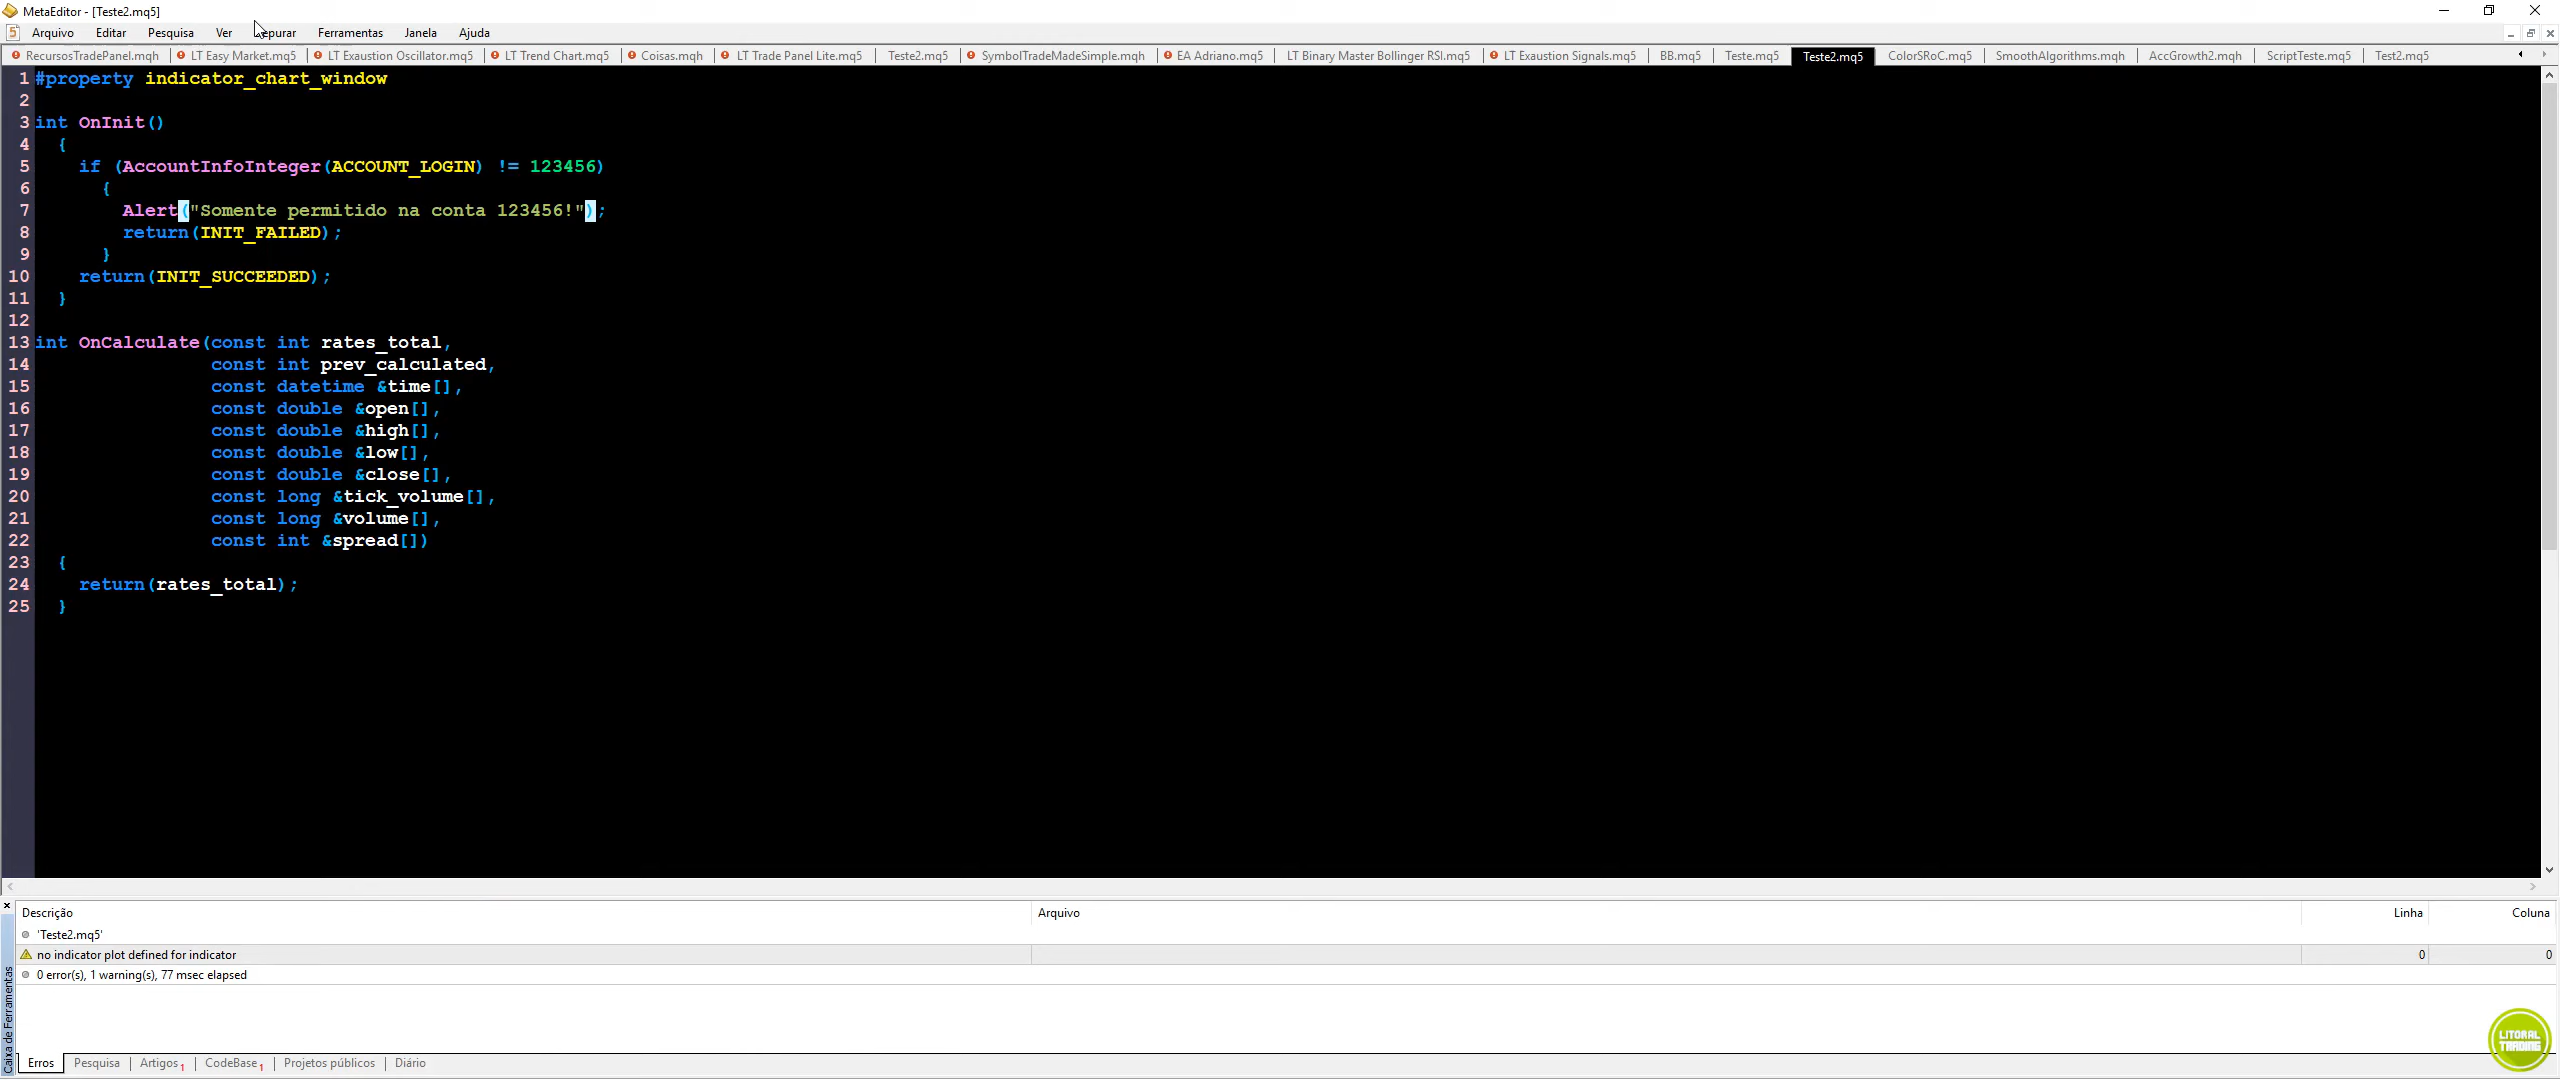 MetaEditor - [Teste2.mq5]
Arquivo Editar Pesquisa Ver epurar Ferramentas Janela Ajuda
RecursosTradePanel.mqh LT Easy Market.mq5 LT Exaustion Oscillator.mq5 LT Trend Chart.mq5 Coisas.mqh LT Trade Panel Lite.mq5 Teste2.mq5 SymbolTradeMadeSimple.mqh EA Adriano.mq5 LT Binary Master Bollinger RSI.mq5 LT Exaustion Signals.mq5 BB.mq5 Teste.mq5 Teste2.mq5 ColorSRoC.mq5 SmoothAlgorithms.mqh AccGrowth2.mqh ScriptTeste.mq5 Test2.mq5
1 #property indicator_chart_window
2
3 int OnInit()
4 {
5 if (AccountInfoInteger(ACCOUNT_LOGIN) != 123456)
6 {
7 Alert("Somente permitido na conta 123456!");
8 return(INIT_FAILED);
9 }
10 return(INIT_SUCCEEDED);
11 }
12
13 int OnCalculate(const int rates_total,
14 const int prev_calculated,
15 const datetime &time[],
16 const double &open[],
17 const double &high[],
18 const double &low[],
19 const double &close[],
20 const long &tick_volume[],
21 const long &volume[],
22 const int &spread[])
23 {
24 return(rates_total);
25 }
Descrição Arquivo Linha Coluna
'Teste2.mq5'
no indicator plot defined for indicator 0 0
0 error(s), 1 warning(s), 77 msec elapsed
Caixa de Ferramentas
Erros Pesquisa Artigos 1 CodeBase 1 Projetos públicos Diário
LITORAL
TRADING